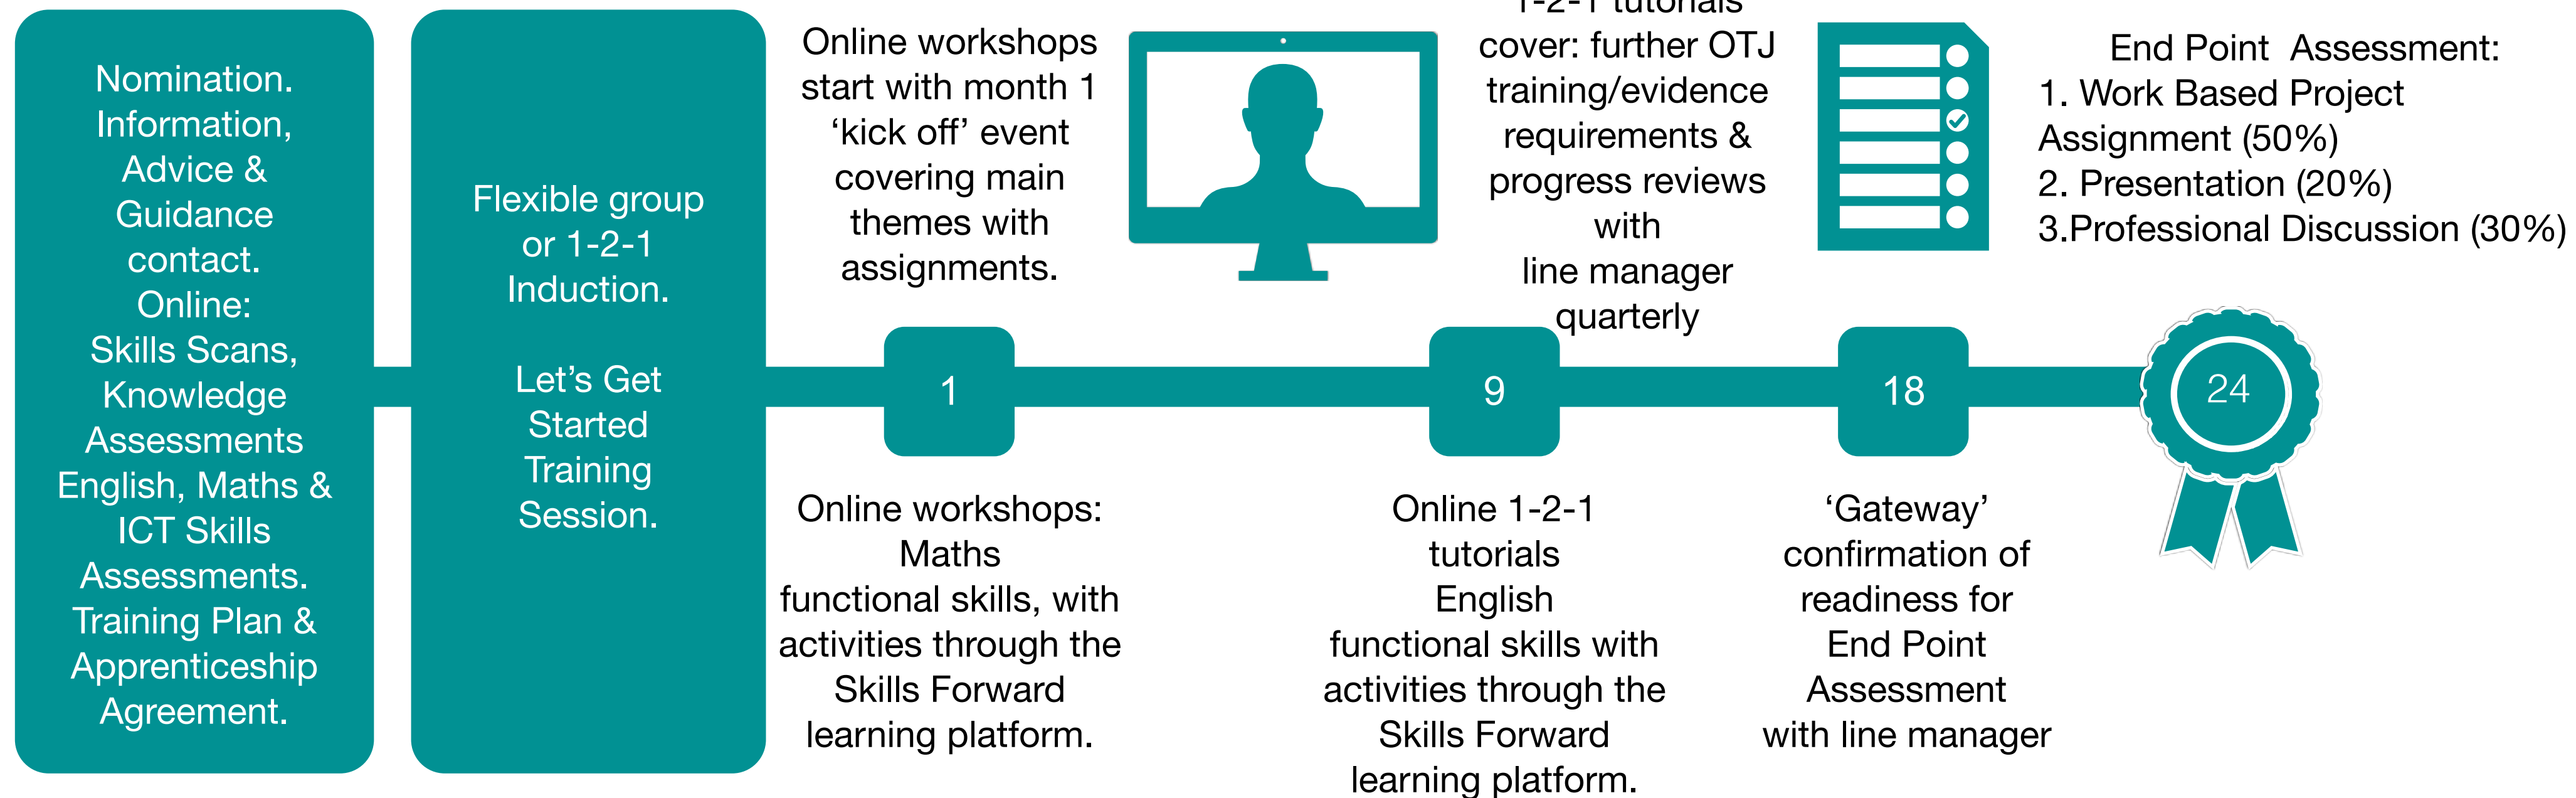 Nomination.
Information,
Advice &
Guidance
contact.
Online:
Skills Scans,
Knowledge
Assessments
English, Maths &
ICT Skills
Assessments.
Training Plan &
Apprenticeship
Agreement.
Flexible group
or 1-2-1
Induction.
Let’s Get
Started
Training
Session.
Online workshops
start with month 1
‘kick off’ event
covering main
themes with
assignments.
1
Online workshops:
Maths
functional skills, with
activities through the
Skills Forward
learning platform.
1-2-1 tutorials
cover: further OTJ
training/evidence
requirements &
progress reviews
with
line manager
quarterly
9
Online 1-2-1
tutorials
English
functional skills with
activities through the
Skills Forward
learning platform.
18
‘Gateway’
confirmation of
readiness for
End Point
Assessment
with line manager
End Point  Assessment:
1. Work Based Project
Assignment (50%)
2. Presentation (20%)
3.Professional Discussion (30%)
24